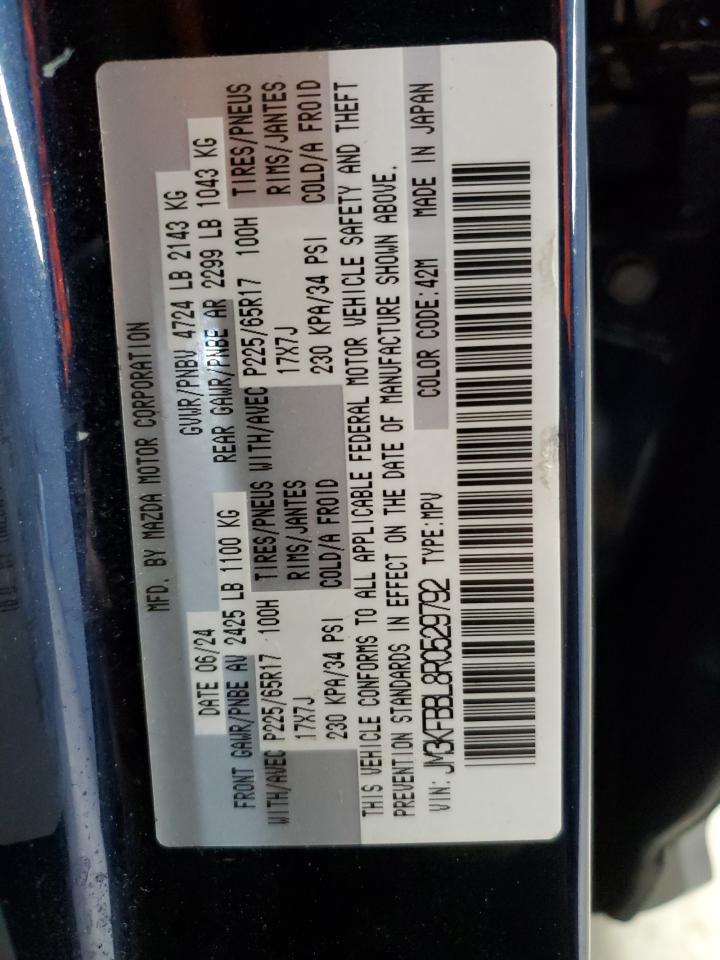 MFD. BY MAZDA MOTOR CORPORATION
DATE 06/24 GVWR/PNBV 4724 LB 2143 KG
FRONT GAWR/PNBE AV 2425 LB 1100 KG REAR GAWR/PNBE AR 2299 LB 1043 KG
WITH/AVEC P225/65R17 100H TIRES/PNEUS WITH/AVEC P225/65R17 100H TIRES/PNEUS
17X7J RIMS/JANTES 17X7J RIMS/JANTES
230 KPA/34 PSI COLD/A FROID 230 KPA/34 PSI COLD/A FROID
THIS VEHICLE CONFORMS TO ALL APPLICABLE FEDERAL MOTOR VEHICLE SAFETY AND THEFT
PREVENTION STANDARDS IN EFFECT ON THE DATE OF MANUFACTURE SHOWN ABOVE.
VIN: JM3KFBBL8R0529792 TYPE:MPV COLOR CODE:42M MADE IN JAPAN